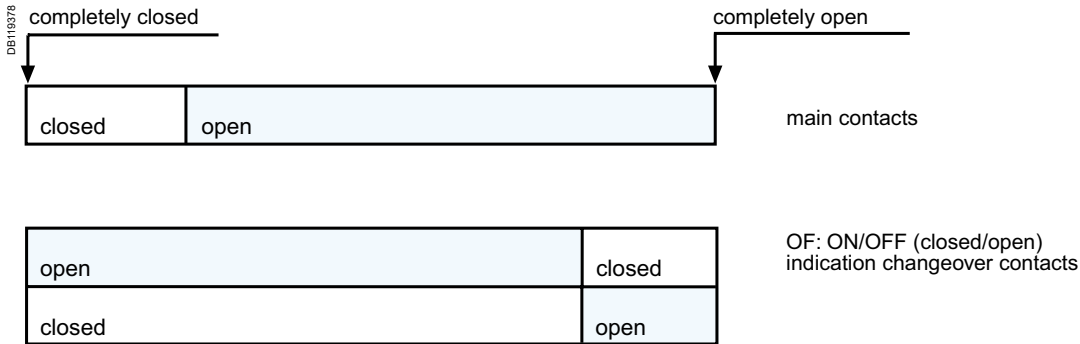 DB119378
completely closed
completely open
closed
open
main contacts
open
closed
OF: ON/OFF (closed/open)
indication changeover contacts
closed
open